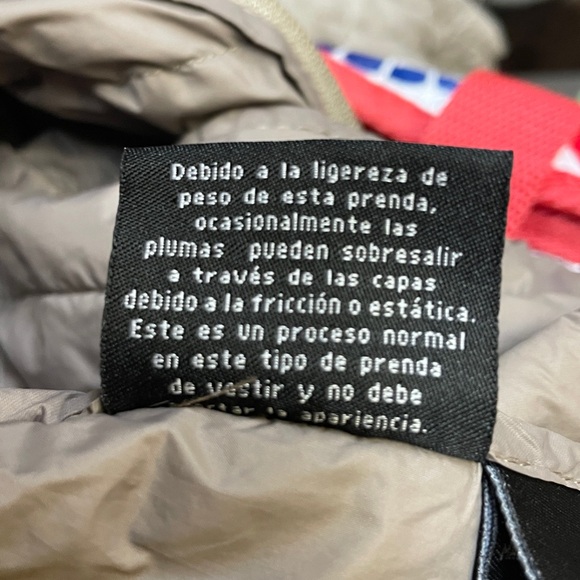 Debido a la ligereza de
peso de esta prenda,
ocasionalmente las
plumas pueden sobresalir
a través de las capas
debido a la fricción o estática.
Este es un proceso normal
en este tipo de prenda
de vestir y no debe
la apariencia.